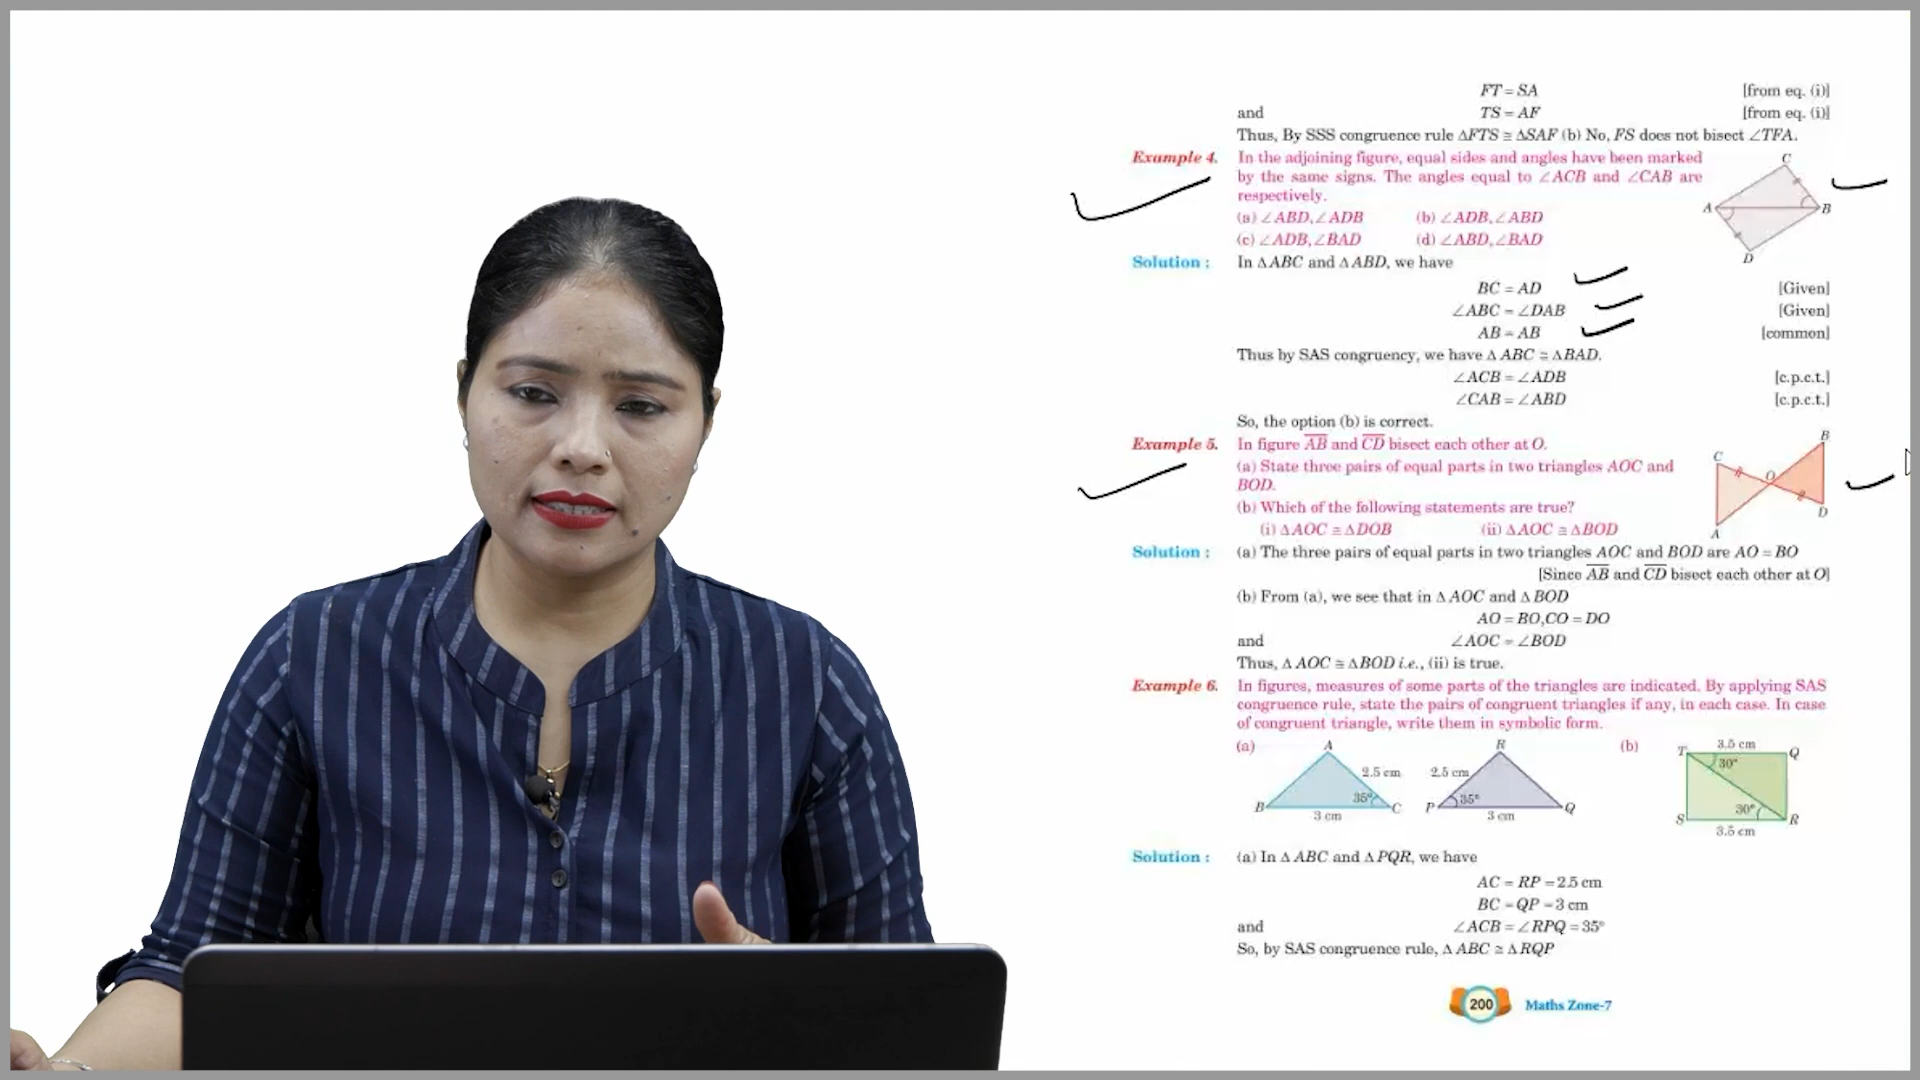 FT = SA [from eq. (i)]
and TS = AF [from eq. (i)]
Thus, By SSS congruence rule ΔFTS ≅ ΔSAF (b) No, FS does not bisect ∠TFA.
Example 4. In the adjoining figure, equal sides and angles have been marked
by the same signs. The angles equal to ∠ACB and ∠CAB are
respectively.
(a) ∠ABD,∠ADB (b) ∠ADB,∠ABD
(c) ∠ADB,∠BAD (d) ∠ABD,∠BAD
C
A B
D
Solution : In ΔABC and ΔABD, we have
BC = AD [Given]
∠ABC = ∠DAB [Given]
AB = AB [common]
Thus by SAS congruency, we have Δ ABC ≅ ΔBAD.
∠ACB = ∠ADB [c.p.c.t.]
∠CAB = ∠ABD [c.p.c.t.]
So, the option (b) is correct.
Example 5. In figure A̅B̅ and C̅D̅ bisect each other at O.
(a) State three pairs of equal parts in two triangles AOC and
BOD.
(b) Which of the following statements are true?
(i) ΔAOC ≅ ΔDOB (ii) ΔAOC ≅ ΔBOD
B
C O
D
A
Solution : (a) The three pairs of equal parts in two triangles AOC and BOD are AO = BO
[Since A̅B̅ and C̅D̅ bisect each other at O]
(b) From (a), we see that in Δ AOC and Δ BOD
AO = BO,CO = DO
and ∠AOC = ∠BOD
Thus, Δ AOC ≅ ΔBOD i.e., (ii) is true.
Example 6. In figures, measures of some parts of the triangles are indicated. By applying SAS
congruence rule, state the pairs of congruent triangles if any, in each case. In case
of congruent triangle, write them in symbolic form.
(a) A R (b) T 3.5 cm Q
30°
2.5 cm 2.5 cm
35° 35° 30°
B C P Q S R
3 cm 3 cm 3.5 cm
Solution : (a) In Δ ABC and Δ PQR, we have
AC = RP = 2.5 cm
BC = QP = 3 cm
and ∠ACB = ∠RPQ = 35°
So, by SAS congruence rule, Δ ABC ≅ Δ RQP
200 Maths Zone-7